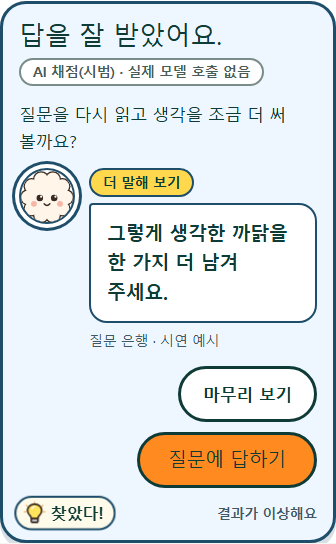 답을 잘 받았어요.
AI 채점(시범) · 실제 모델 호출 없음
질문을 다시 읽고 생각을 조금 더 써
볼까요?
더 말해 보기
그렇게 생각한 까닭을
한 가지 더 남겨
주세요.
질문 은행 · 시연 예시
마무리 보기
질문에 답하기
찾았다!
결과가 이상해요